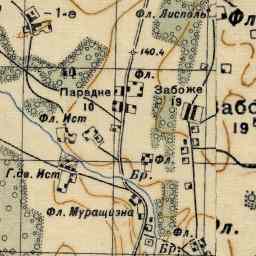 -1-е
Фл. Лисполь
Фл
140.4
Фл.
Парадне
10
Забоже
19
Забо
19
Фл. Ист
Фл.
Г.дв. Ист
Бр.
Фл. Муращизна
Фл.
Бр.